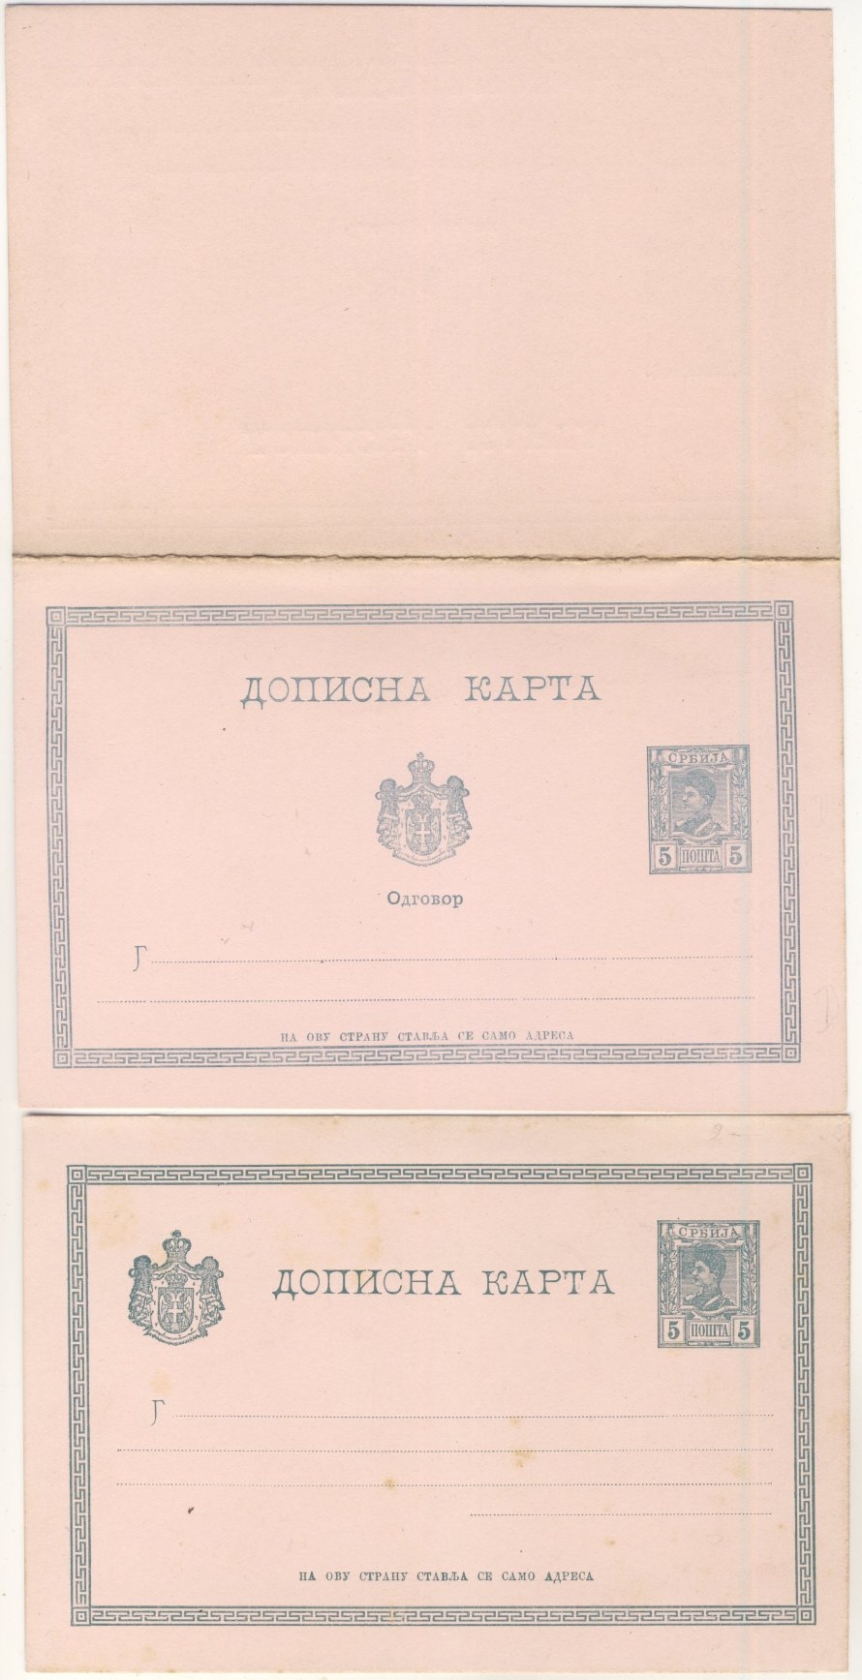 ДОПИСНА КАРТА
СРБИЈА
5 ПОШТА 5
Одговор
Г
НА ОВУ СТРАНУ СТАВЉА СЕ САМО АДРЕСА
СРБИЈА
ДОПИСНА КАРТА
5 ПОШТА 5
Г
НА ОВУ СТРАНУ СТАВЉА СЕ САМО АДРЕСА